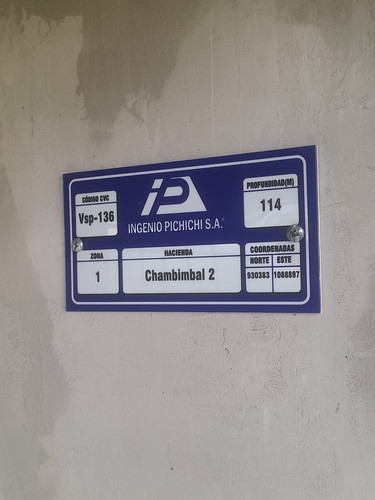 CÓDIGO CVC
Vsp-136
iP
INGENIO PICHICHI S.A.
PROFUNDIDAD(M)
114
ZONA
1
HACIENDA
Chambimbal 2
COORDENADAS
NORTE ESTE
930383 1088897